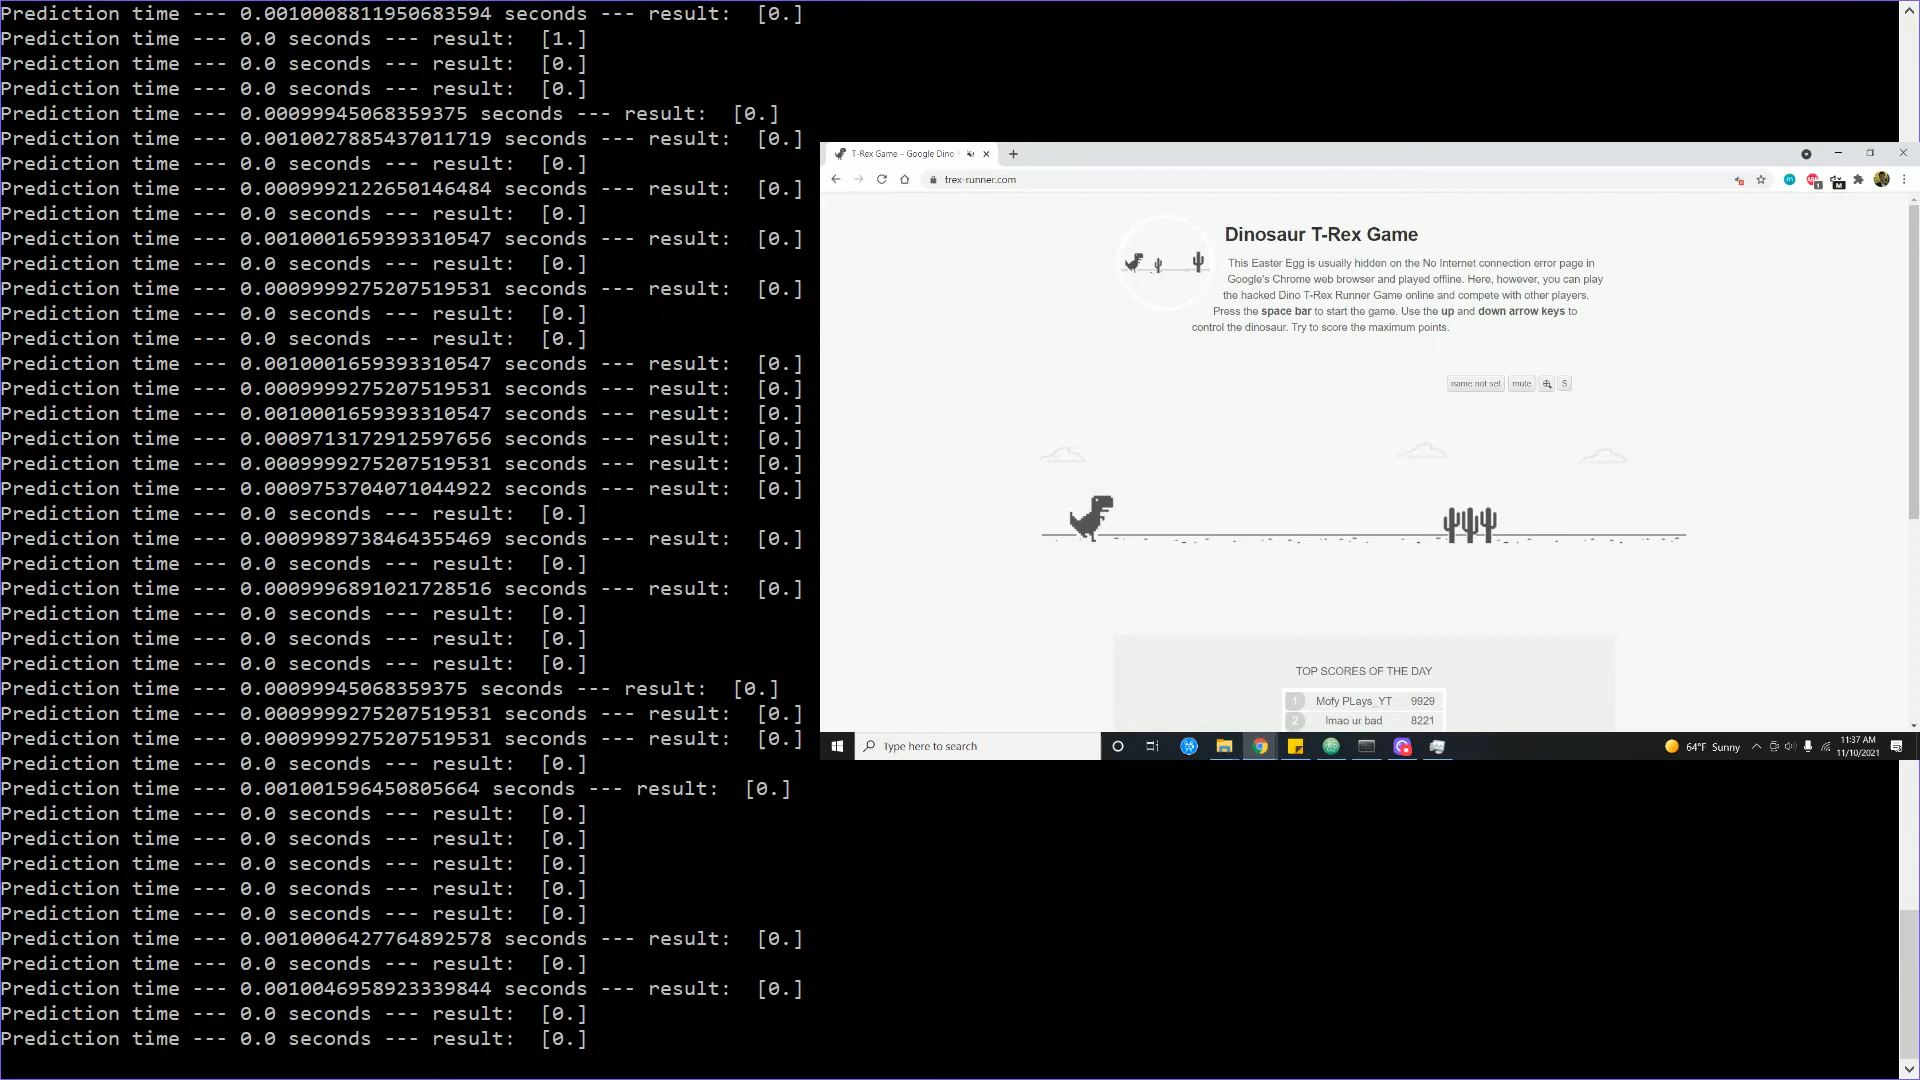 Prediction time --- 0.0010008811950683594 seconds --- result:  [0.]
Prediction time --- 0.0 seconds --- result:  [1.]
Prediction time --- 0.0 seconds --- result:  [0.]
Prediction time --- 0.0 seconds --- result:  [0.]
Prediction time --- 0.00099945068359375 seconds --- result:  [0.]
Prediction time --- 0.0010027885437011719 seconds --- result:  [0.]
Prediction time --- 0.0 seconds --- result:  [0.]
Prediction time --- 0.0009992122650146484 seconds --- result:  [0.]
Prediction time --- 0.0 seconds --- result:  [0.]
Prediction time --- 0.0010001659393310547 seconds --- result:  [0.]
Prediction time --- 0.0 seconds --- result:  [0.]
Prediction time --- 0.0009999275207519531 seconds --- result:  [0.]
Prediction time --- 0.0 seconds --- result:  [0.]
Prediction time --- 0.0 seconds --- result:  [0.]
Prediction time --- 0.0010001659393310547 seconds --- result:  [0.]
Prediction time --- 0.0009999275207519531 seconds --- result:  [0.]
Prediction time --- 0.0010001659393310547 seconds --- result:  [0.]
Prediction time --- 0.0009713172912597656 seconds --- result:  [0.]
Prediction time --- 0.0009999275207519531 seconds --- result:  [0.]
Prediction time --- 0.0009753704071044922 seconds --- result:  [0.]
Prediction time --- 0.0 seconds --- result:  [0.]
Prediction time --- 0.0009989738464355469 seconds --- result:  [0.]
Prediction time --- 0.0 seconds --- result:  [0.]
Prediction time --- 0.0009996891021728516 seconds --- result:  [0.]
Prediction time --- 0.0 seconds --- result:  [0.]
Prediction time --- 0.0 seconds --- result:  [0.]
Prediction time --- 0.0 seconds --- result:  [0.]
Prediction time --- 0.00099945068359375 seconds --- result:  [0.]
Prediction time --- 0.0009999275207519531 seconds --- result:  [0.]
Prediction time --- 0.0009999275207519531 seconds --- result:  [0.]
Prediction time --- 0.0 seconds --- result:  [0.]
Prediction time --- 0.001001596450805664 seconds --- result:  [0.]
Prediction time --- 0.0 seconds --- result:  [0.]
Prediction time --- 0.0 seconds --- result:  [0.]
Prediction time --- 0.0 seconds --- result:  [0.]
Prediction time --- 0.0 seconds --- result:  [0.]
Prediction time --- 0.0 seconds --- result:  [0.]
Prediction time --- 0.0010006427764892578 seconds --- result:  [0.]
Prediction time --- 0.0 seconds --- result:  [0.]
Prediction time --- 0.0010046958923339844 seconds --- result:  [0.]
Prediction time --- 0.0 seconds --- result:  [0.]
Prediction time --- 0.0 seconds --- result:  [0.]
T-Rex Game – Google Dino
trex-runner.com
Dinosaur T-Rex Game
This Easter Egg is usually hidden on the No Internet connection error page in
Google's Chrome web browser and played offline. Here, however, you can play
the hacked Dino T-Rex Runner Game online and compete with other players.
Press the space bar to start the game. Use the up and down arrow keys to
control the dinosaur. Try to score the maximum points.
name not set mute S
TOP SCORES OF THE DAY
1 Mofy PLays_YT 9929
2 lmao ur bad 8221
Type here to search
64°F Sunny
11:37 AM
11/10/2021